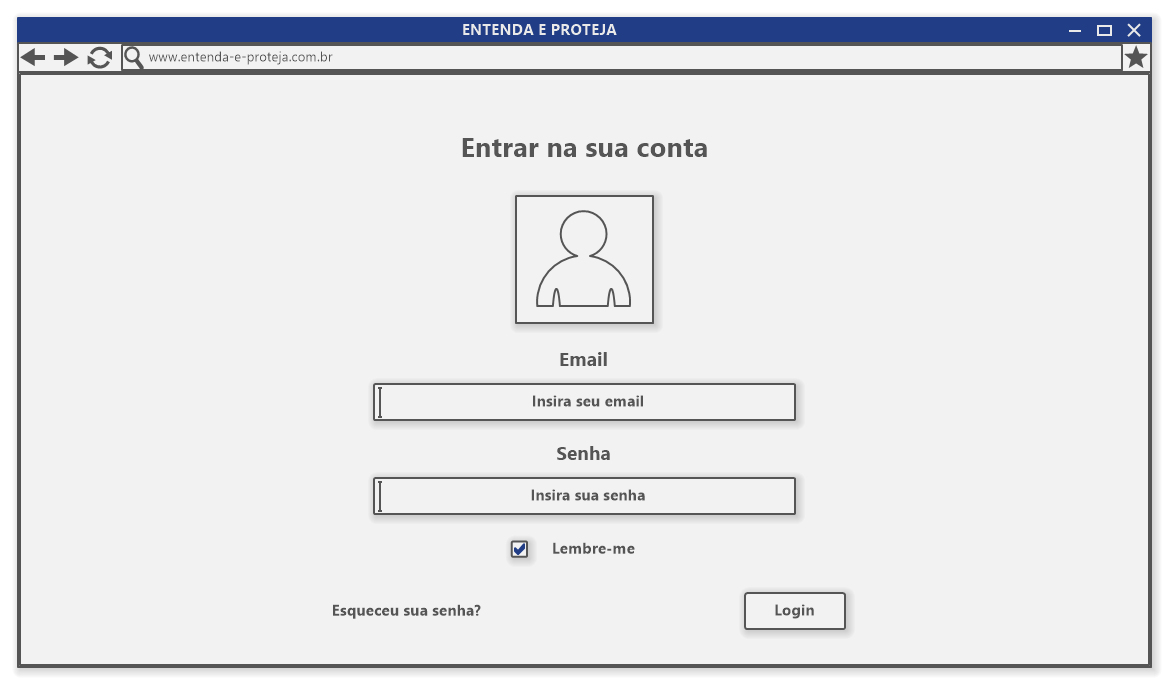 ENTENDA E PROTEJA
www.entenda-e-proteja.com.br
Entrar na sua conta
Email
Insira seu email
Senha
Insira sua senha
Lembre-me
Esqueceu sua senha?
Login